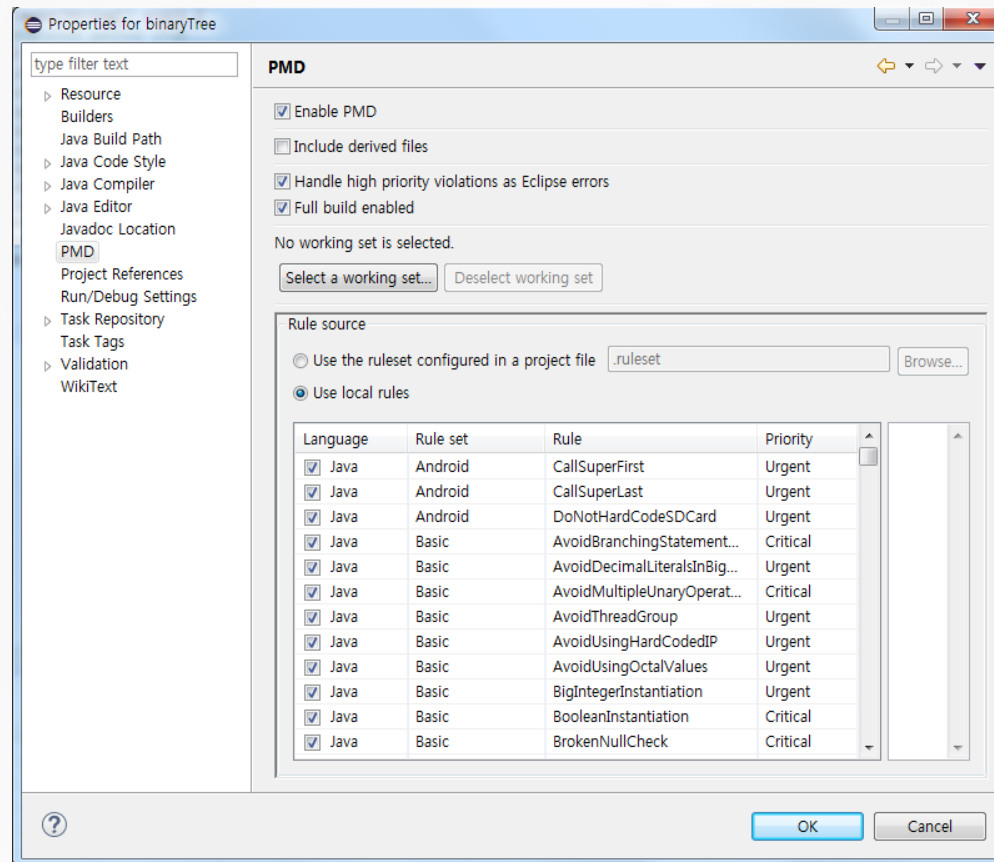 Properties for binaryTree
type filter text
Resource
Builders
Java Build Path
Java Code Style
Java Compiler
Java Editor
Javadoc Location
PMD
Project References
Run/Debug Settings
Task Repository
Task Tags
Validation
WikiText
PMD
Enable PMD
Include derived files
Handle high priority violations as Eclipse errors
Full build enabled
No working set is selected.
Select a working set... Deselect working set
Rule source
Use the ruleset configured in a project file .ruleset Browse...
Use local rules
Language Rule set Rule Priority
Java Android CallSuperFirst Urgent
Java Android CallSuperLast Urgent
Java Android DoNotHardCodeSDCard Urgent
Java Basic AvoidBranchingStatement... Critical
Java Basic AvoidDecimalLiteralsInBig... Urgent
Java Basic AvoidMultipleUnaryOperat... Critical
Java Basic AvoidThreadGroup Urgent
Java Basic AvoidUsingHardCodedIP Urgent
Java Basic AvoidUsingOctalValues Urgent
Java Basic BigIntegerInstantiation Urgent
Java Basic BooleanInstantiation Critical
Java Basic BrokenNullCheck Critical
? OK Cancel